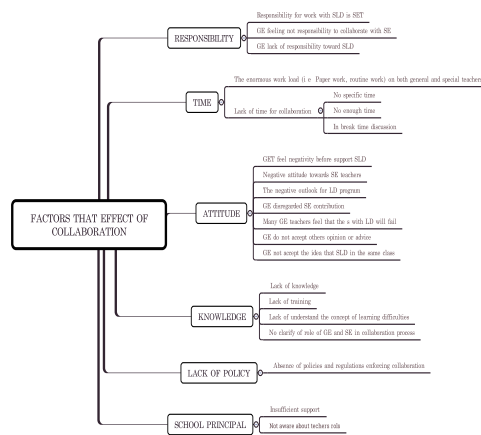 Responsibility for work with SLD is SET
RESPONSIBILITY
GE feeling not responsibility to collaborate with SE
GE lack of responsibility toward SLD
The enormous work load (i e Paper work, routine work) on both general and special teachers
TIME
No specific time
Lack of time for collaboration
No enough time
In break time discussion
GET feel negativity before support SLD
Negative attitude towards SE teachers
The negative outlook for LD program
FACTORS THAT EFFECT OF
COLLABORATION
ATTITUDE
GE disregarded SE contribution
Many GE teachers feel that the s with LD will fail
GE do not accept others opinion or advice
GE not accept the idea that SLD in the same class
Lack of knowledge
Lack of training
KNOWLEDGE
Lack of understand the concept of learning difficulties
No clarify of role of GE and SE in collaboration process
LACK OF POLICY
Absence of policies and regulations enforcing collaboration
Insufficient support
SCHOOL PRINCIPAL
Not aware about techers role